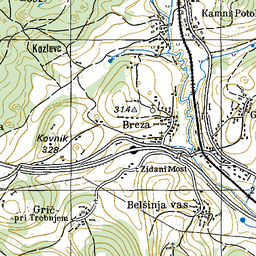 Kamni Potok
Kozlevc
314
Breza
Kovnik
328
Zidani Most
Belšinja vas
Grič
pri Trebnjem